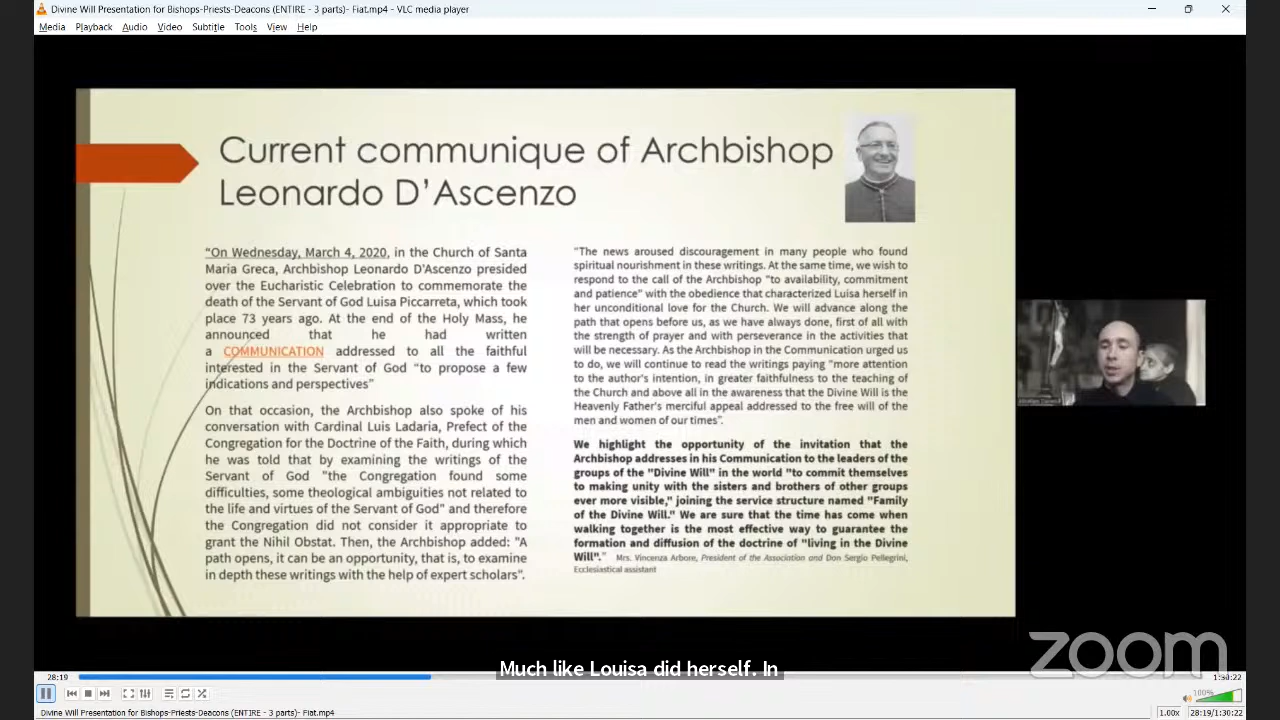 Divine Will Presentation for Bishops-Priests-Deacons (ENTIRE - 3 parts)- Fiat.mp4 - VLC media player
Media Playback Audio Video Subtitle Tools View Help
Current communique of Archbishop
Leonardo D'Ascenzo
"On Wednesday, March 4, 2020, in the Church of Santa
Maria Greca, Archbishop Leonardo D'Ascenzo presided
over the Eucharistic Celebration to commemorate the
death of the Servant of God Luisa Piccarreta, which took
place 73 years ago. At the end of the Holy Mass, he
announced that he had written
a COMMUNICATION addressed to all the faithful
interested in the Servant of God "to propose a few
indications and perspectives"
On that occasion, the Archbishop also spoke of his
conversation with Cardinal Luis Ladaria, Prefect of the
Congregation for the Doctrine of the Faith, during which
he was told that by examining the writings of the
Servant of God "the Congregation found some
difficulties, some theological ambiguities not related to
the life and virtues of the Servant of God" and therefore
the Congregation did not consider it appropriate to
grant the Nihil Obstat. Then, the Archbishop added: "A
path opens, it can be an opportunity, that is, to examine
in depth these writings with the help of expert scholars".
"The news aroused discouragement in many people who found
spiritual nourishment in these writings. At the same time, we wish to
respond to the call of the Archbishop "to availability, commitment
and patience" with the obedience that characterized Luisa herself in
her unconditional love for the Church. We will advance along the
path that opens before us, as we have always done, first of all with
the strength of prayer and with perseverance in the activities that
will be necessary. As the Archbishop in the Communication urged us
to do, we will continue to read the writings paying "more attention
to the author's intention, in greater faithfulness to the teaching of
the Church and above all in the awareness that the Divine Will is the
Heavenly Father's merciful appeal addressed to the free will of the
men and women of our times".
We highlight the opportunity of the invitation that the
Archbishop addresses in his Communication to the leaders of the
groups of the "Divine Will" in the world "to commit themselves
to making unity with the sisters and brothers of other groups
ever more visible," joining the service structure named "Family
of the Divine Will." We are sure that the time has come when
walking together is the most effective way to guarantee the
formation and diffusion of the doctrine of "living in the Divine
Will"." Mrs. Vincenza Arbore, President of the Association and Don Sergio Pellegrini,
Ecclesiastical assistant
zoom
Much like Louisa did herself. In
28:19
1:30:22
100%
Divine Will Presentation for Bishops-Priests-Deacons (ENTIRE - 3 parts)- Fiat.mp4
1.00x 28:19/1:30:22